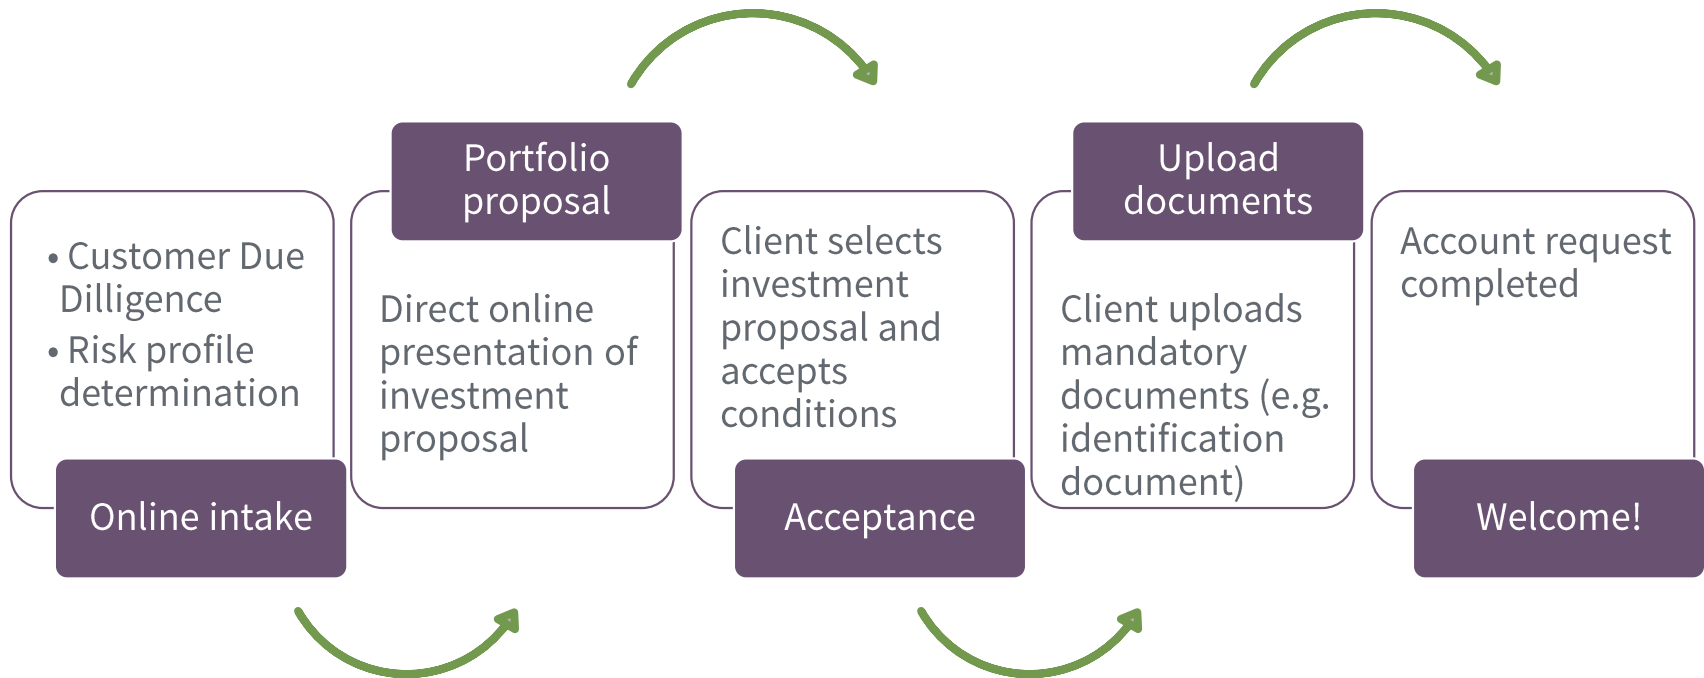 • Customer Due
Dilligence
• Risk profile
determination
Online intake
Portfolio
proposal
Direct online
presentation of
investment
proposal
Client selects
investment
proposal and
accepts
conditions
Acceptance
Upload
documents
Client uploads
mandatory
documents (e.g.
identification
document)
Account request
completed
Welcome!